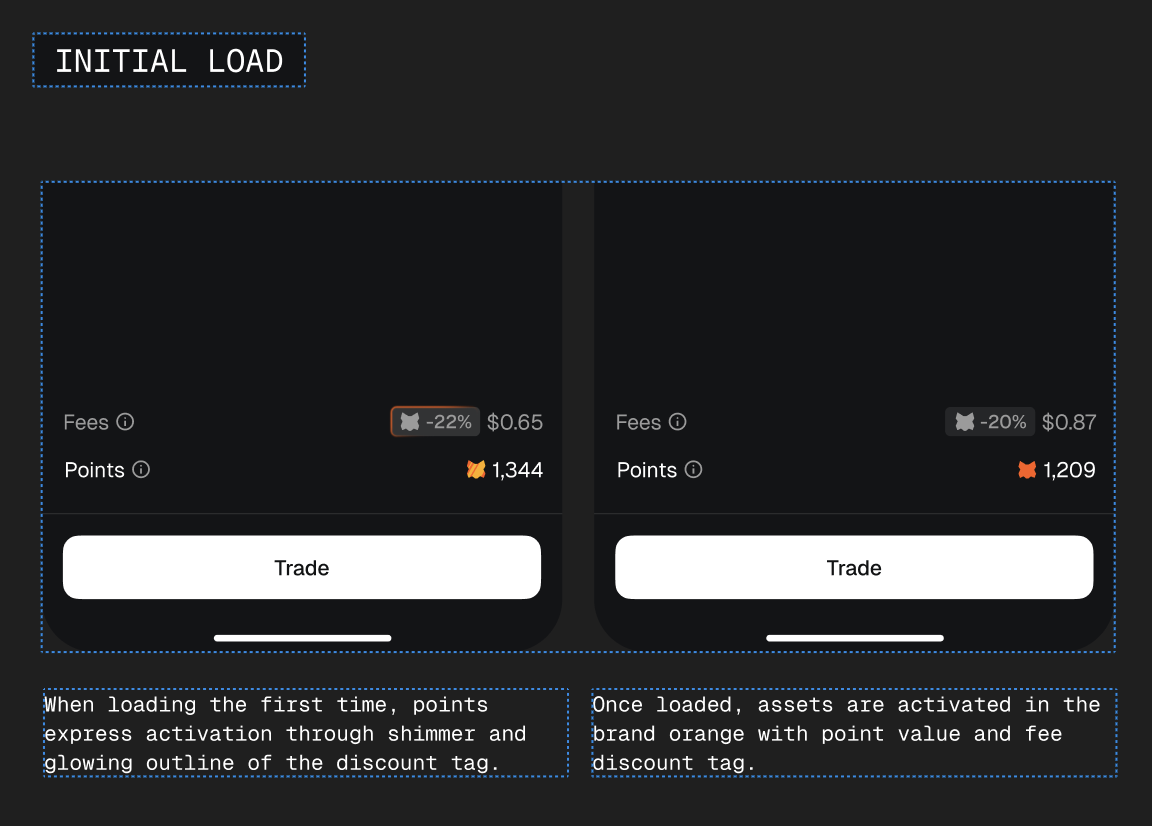 INITIAL LOAD
Fees -22% $0.65
Points 1,344
Trade
Fees -20% $0.87
Points 1,209
Trade
When loading the first time, points
express activation through shimmer and
glowing outline of the discount tag.
Once loaded, assets are activated in the
brand orange with point value and fee
discount tag.